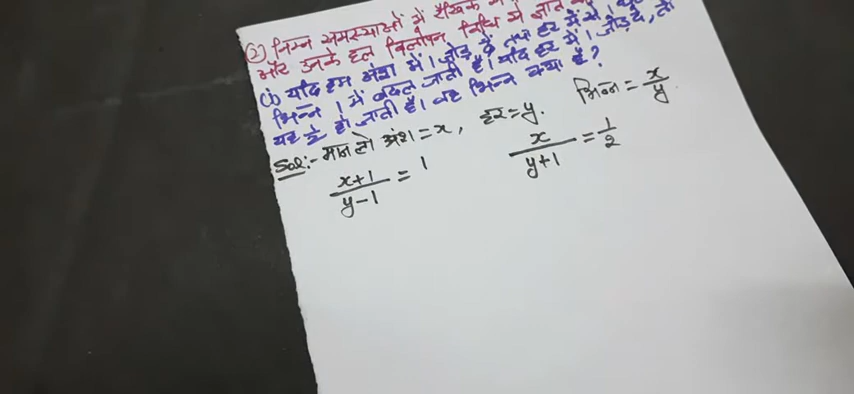 (2) निम्न समस्याओं में रैखिक
और उनके हल विलोपन विधि से ज्ञात
(i) यदि हम अंश में 1 जोड़ दें तथा हर में से 1
भिन्न 1 में बदल जाती है। यदि हर में 1 जोड़ दें, तो
यह 1/2 हो जाती है। वह भिन्न क्या है?
Sol:- मान लो अंश = x, हर = y. भिन्न = x/y
(x+1)/(y-1) = 1 x/(y+1) = 1/2